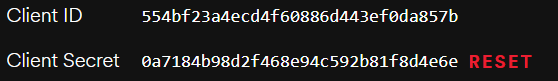 Client ID 554bf23a4ecd4f60886d443ef0da857b
Client Secret 0a7184b98d2f468e94c592b81f8d4e6e RESET